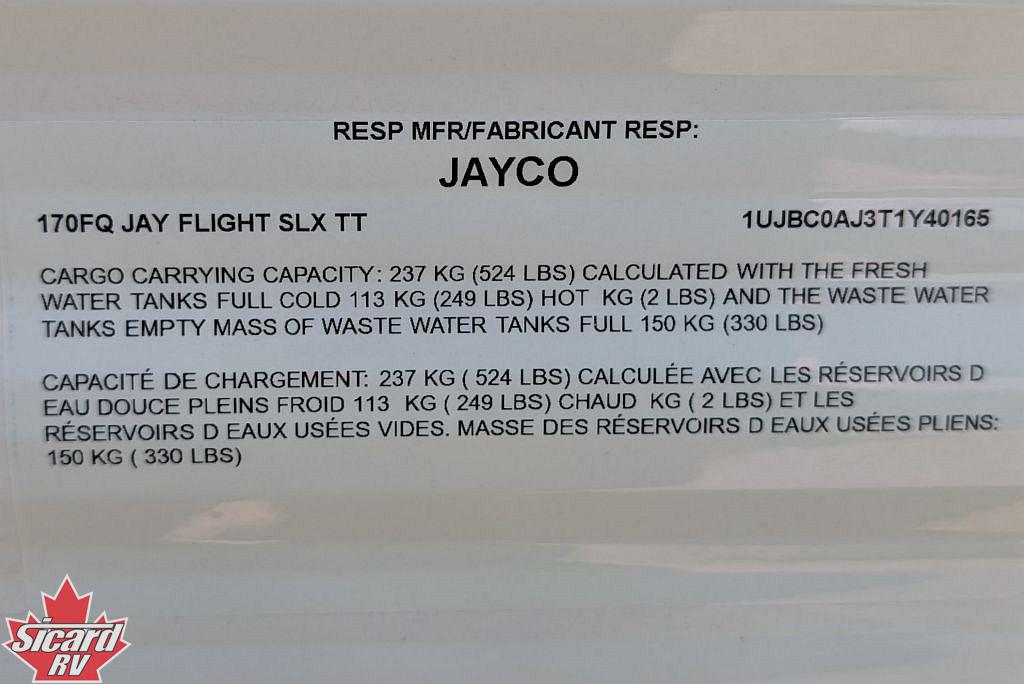 RESP MFR/FABRICANT RESP:
JAYCO
170FQ JAY FLIGHT SLX TT 1UJBC0AJ3T1Y40165
CARGO CARRYING CAPACITY: 237 KG (524 LBS) CALCULATED WITH THE FRESH
WATER TANKS FULL COLD 113 KG (249 LBS) HOT KG (2 LBS) AND THE WASTE WATER
TANKS EMPTY MASS OF WASTE WATER TANKS FULL 150 KG (330 LBS)
CAPACITÉ DE CHARGEMENT: 237 KG ( 524 LBS) CALCULÉE AVEC LES RÉSERVOIRS D
EAU DOUCE PLEINS FROID 113 KG ( 249 LBS) CHAUD KG ( 2 LBS) ET LES
RÉSERVOIRS D EAUX USÉES VIDES. MASSE DES RÉSERVOIRS D EAUX USÉES PLIENS:
150 KG ( 330 LBS)
Sicard
RV